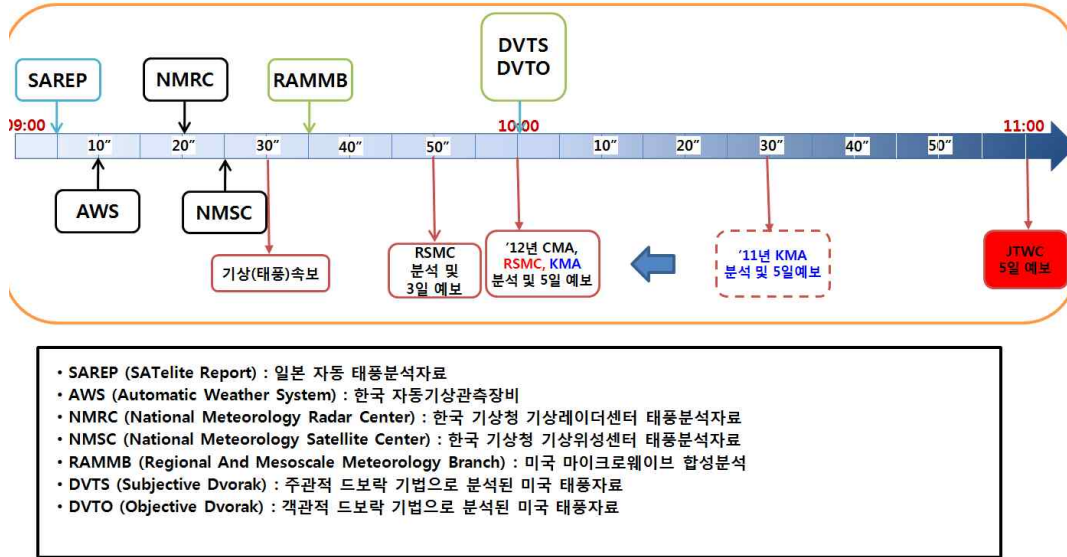 SAREP
NMRC
RAMMB
DVTS
DVTO
09:00
10:00
11:00
10”
20”
30”
40”
50”
10”
20”
30”
40”
50”
AWS
NMSC
기상(태풍)속보
RSMC
분석 및
3일 예보
’12년 CMA,
RSMC, KMA
분석 및 5일 예보
’11년 KMA
분석 및 5일예보
JTWC
5일 예보
• SAREP (SATelite Report) : 일본 자동 태풍분석자료
• AWS (Automatic Weather System) : 한국 자동기상관측장비
• NMRC (National Meteorology Radar Center) : 한국 기상청 기상레이더센터 태풍분석자료
• NMSC (National Meteorology Satellite Center) : 한국 기상청 기상위성센터 태풍분석자료
• RAMMB (Regional And Mesoscale Meteorology Branch) : 미국 마이크로웨이브 합성분석
• DVTS (Subjective Dvorak) : 주관적 드보락 기법으로 분석된 미국 태풍자료
• DVTO (Objective Dvorak) : 객관적 드보락 기법으로 분석된 미국 태풍자료